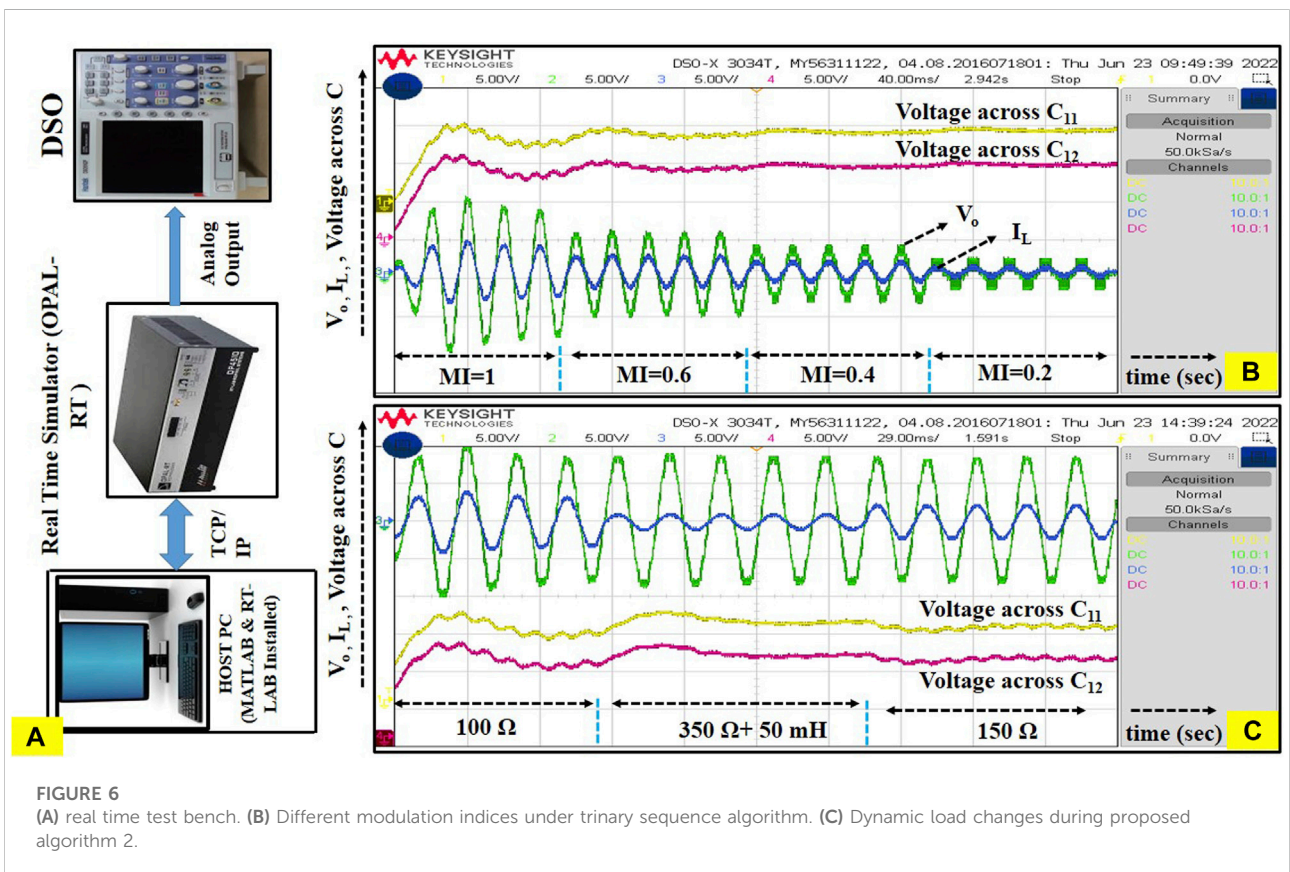 DSO
Analog
Output
Real Time Simulator (OPAL-
RT )
OP4510
OPAL-RT
TCP/
IP
HOST PC
(MATLAB & RT-
LAB Installed)
A
V₀, I_L,, Voltage across C
KEYSIGHT
TECHNOLOGIES
DSO-X 3034T, MY56311122, 04.08.2016071801: Thu Jun 23 09:49:39 2022
1 5.00V/ 2 5.00V/ 3 5.00V/ 4 5.00V/ 40.00ms/ 2.942s Stop 1 0.0V
Summary
Acquisition
Normal
50.0kSa/s
Channels
DC 10.0:1
DC 10.0:1
DC 10.0:1
DC 10.0:1
Voltage across C₁₁
Voltage across C₁₂
Vₒ
I_L
MI=1 MI=0.6 MI=0.4 MI=0.2
time (sec)
B
V₀, I_L,, Voltage across C
KEYSIGHT
TECHNOLOGIES
DSO-X 3034T, MY56311122, 04.08.2016071801: Thu Jun 23 14:39:24 2022
1 5.00V/ 2 5.00V/ 3 5.00V/ 4 5.00V/ 29.00ms/ 1.591s Stop 1 0.0V
Summary
Acquisition
Normal
50.0kSa/s
Channels
DC 10.0:1
DC 10.0:1
DC 10.0:1
DC 10.0:1
Voltage across C₁₁
Voltage across C₁₂
100 Ω 350 Ω+ 50 mH 150 Ω
time (sec)
C
FIGURE 6
(A) real time test bench. (B) Different modulation indices under trinary sequence algorithm. (C) Dynamic load changes during proposed
algorithm 2.